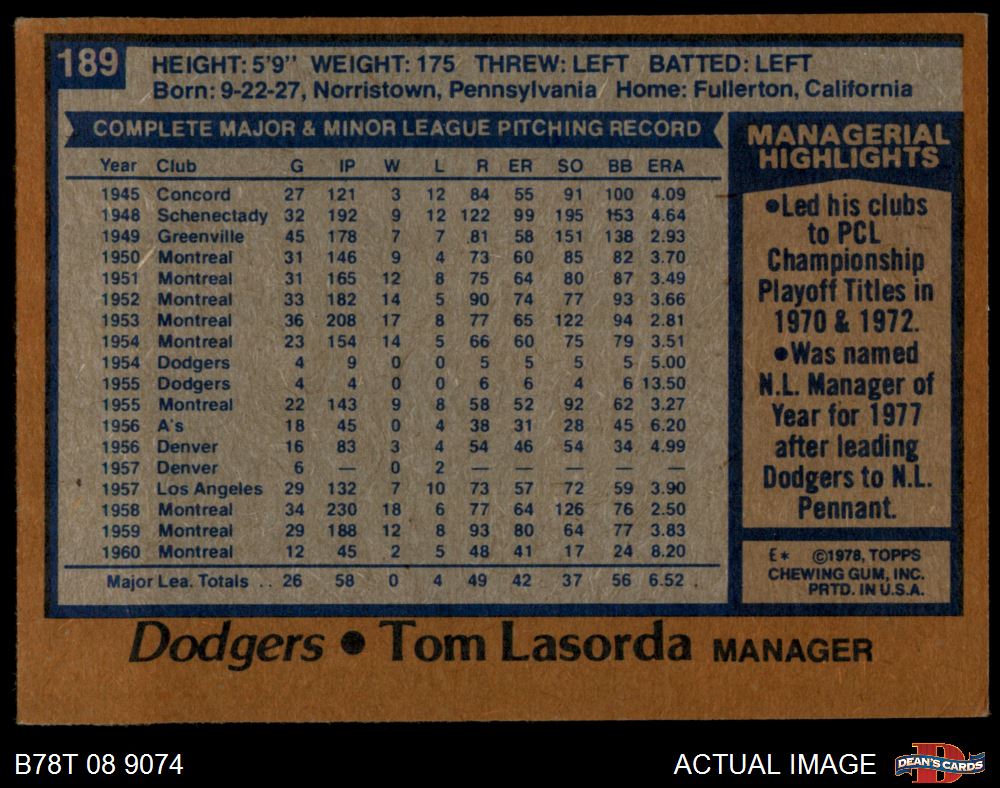 189
HEIGHT: 5'9" WEIGHT: 175 THREW: LEFT BATTED: LEFT
Born: 9-22-27, Norristown, Pennsylvania Home: Fullerton, California
COMPLETE MAJOR & MINOR LEAGUE PITCHING RECORD
Year Club G IP W L R ER SO BB ERA
1945 Concord 27 121 3 12 84 55 91 100 4.09
1948 Schenectady 32 192 9 12 122 99 195 153 4.64
1949 Greenville 45 178 7 7 81 58 151 138 2.93
1950 Montreal 31 146 9 4 73 60 85 82 3.70
1951 Montreal 31 165 12 8 75 64 80 87 3.49
1952 Montreal 33 182 14 5 90 74 77 93 3.66
1953 Montreal 36 208 17 8 77 65 122 94 2.81
1954 Montreal 23 154 14 5 66 60 75 79 3.51
1954 Dodgers 4 9 0 0 5 5 5 5 5.00
1955 Dodgers 4 4 0 0 6 6 4 6 13.50
1955 Montreal 22 143 9 8 58 52 92 62 3.27
1956 A's 18 45 0 4 38 31 28 45 6.20
1956 Denver 16 83 3 4 54 46 54 34 4.99
1957 Denver 6 — 0 2 — — — — —
1957 Los Angeles 29 132 7 10 73 57 72 59 3.90
1958 Montreal 34 230 18 6 77 64 126 76 2.50
1959 Montreal 29 188 12 8 93 80 64 77 3.83
1960 Montreal 12 45 2 5 48 41 17 24 8.20
Major Lea. Totals .. 26 58 0 4 49 42 37 56 6.52
MANAGERIAL
HIGHLIGHTS
•Led his clubs
to PCL
Championship
Playoff Titles in
1970 & 1972.
•Was named
N.L. Manager of
Year for 1977
after leading
Dodgers to N.L.
Pennant.
E* ©1978, TOPPS
CHEWING GUM, INC.
PRTD. IN U.S.A.
Dodgers • Tom Lasorda MANAGER
B78T 08 9074
ACTUAL IMAGE
D
DEAN'S CARDS